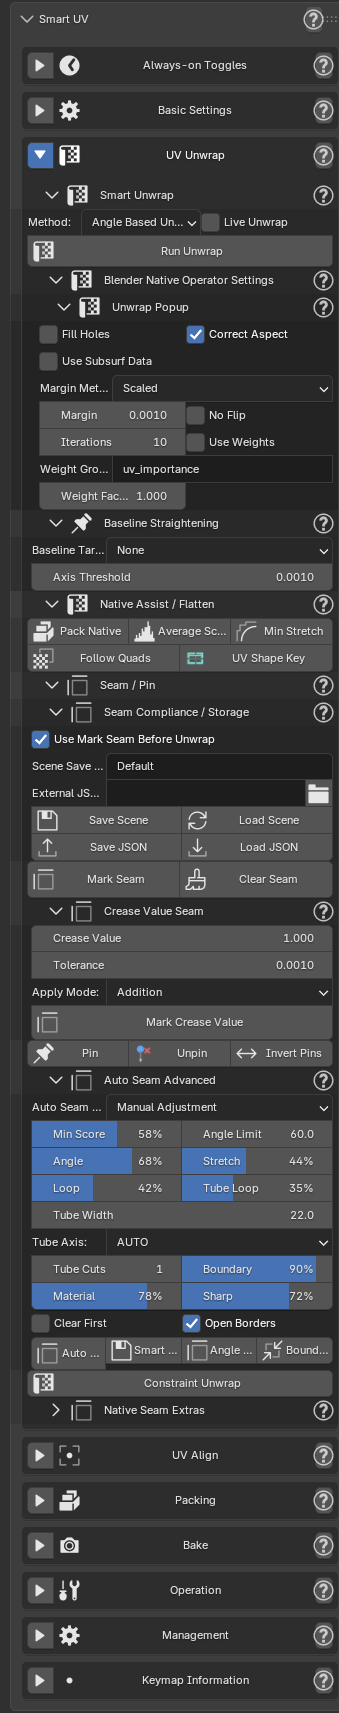 Smart UV
Always-on Toggles
Basic Settings
UV Unwrap
Smart Unwrap
Method: Angle Based Un... Live Unwrap
Run Unwrap
Blender Native Operator Settings
Unwrap Popup
Fill Holes Correct Aspect
Use Subsurf Data
Margin Met... Scaled
Margin 0.0010 No Flip
Iterations 10 Use Weights
Weight Gro... uv_importance
Weight Fac... 1.000
Baseline Straightening
Baseline Tar... None
Axis Threshold 0.0010
Native Assist / Flatten
Pack Native Average Sc... Min Stretch
Follow Quads UV Shape Key
Seam / Pin
Seam Compliance / Storage
Use Mark Seam Before Unwrap
Scene Save ... Default
External JS...
Save Scene Load Scene
Save JSON Load JSON
Mark Seam Clear Seam
Crease Value Seam
Crease Value 1.000
Tolerance 0.0010
Apply Mode: Addition
Mark Crease Value
Pin Unpin Invert Pins
Auto Seam Advanced
Auto Seam ... Manual Adjustment
Min Score 58% Angle Limit 60.0
Angle 68% Stretch 44%
Loop 42% Tube Loop 35%
Tube Width 22.0
Tube Axis: AUTO
Tube Cuts 1 Boundary 90%
Material 78% Sharp 72%
Clear First Open Borders
Auto ... Smart ... Angle ... Bound...
Constraint Unwrap
Native Seam Extras
UV Align
Packing
Bake
Operation
Management
Keymap Information